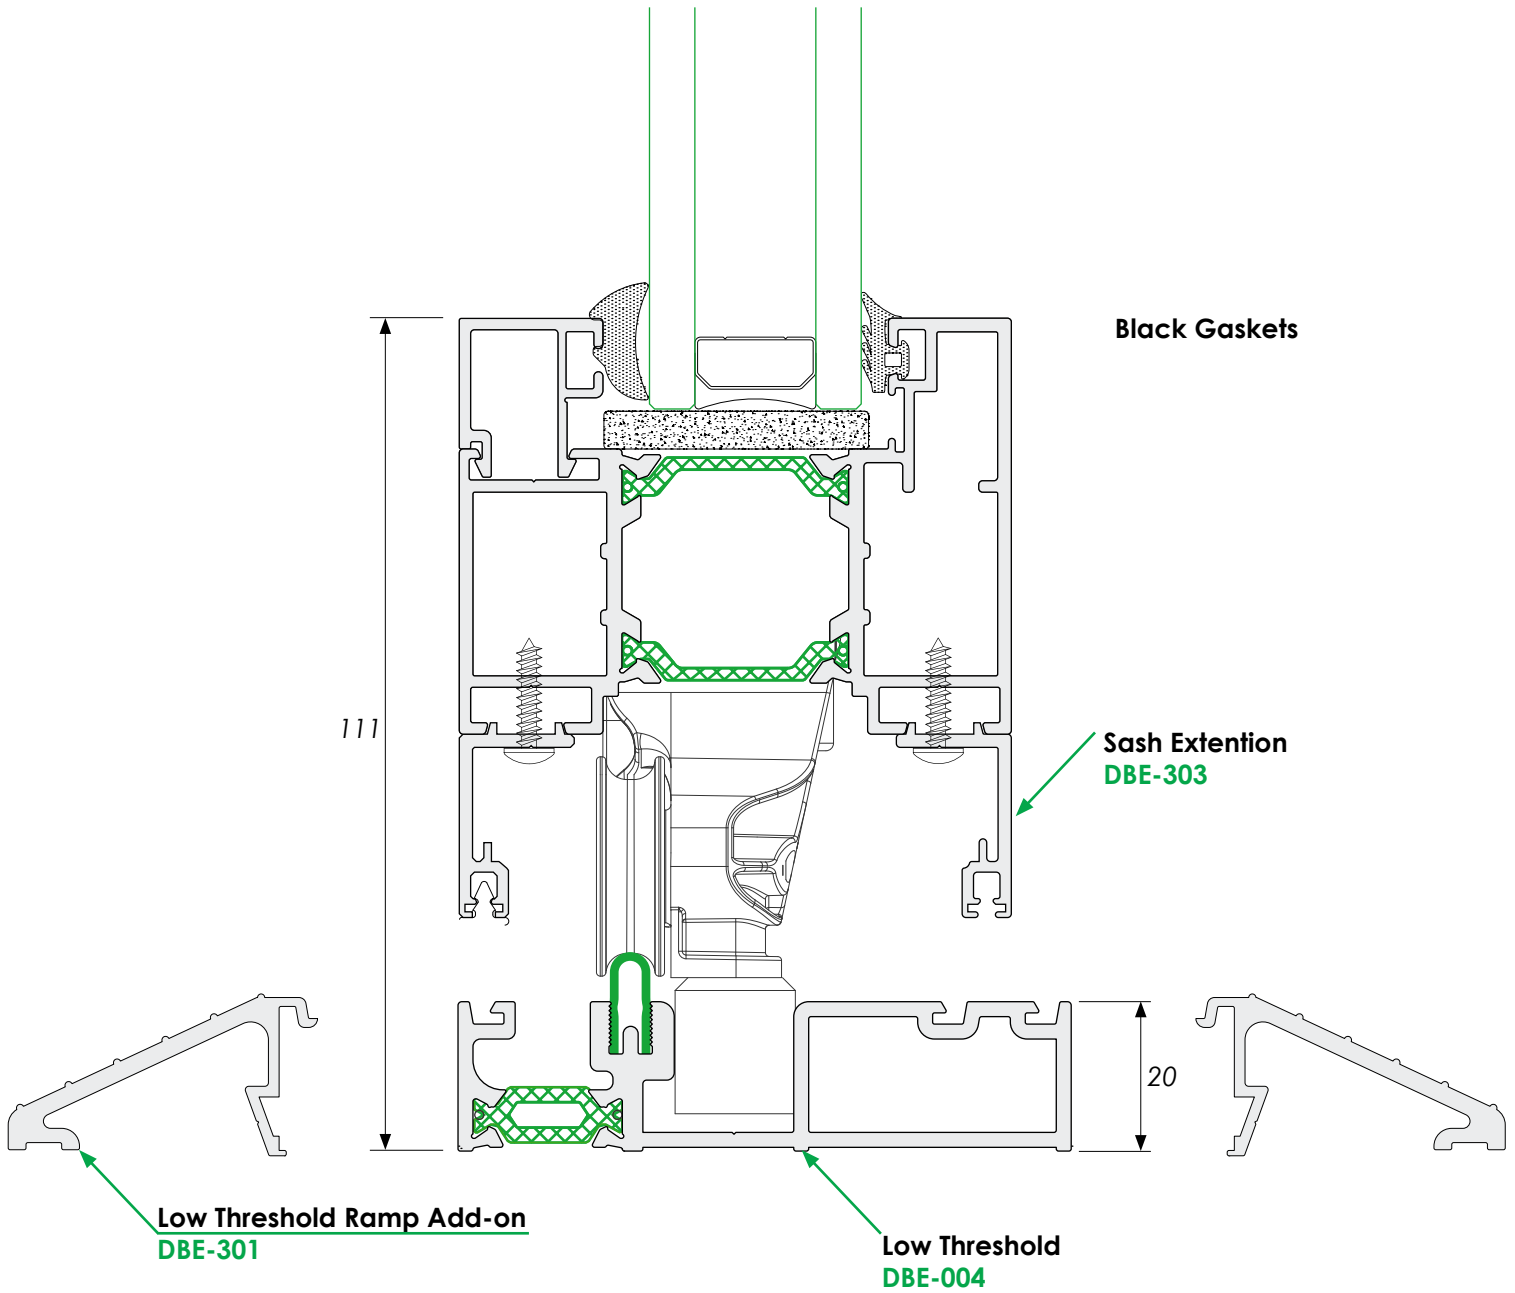 Black Gaskets
111
Sash Extention
DBE-303
20
Low Threshold Ramp Add-on
DBE-301
Low Threshold
DBE-004